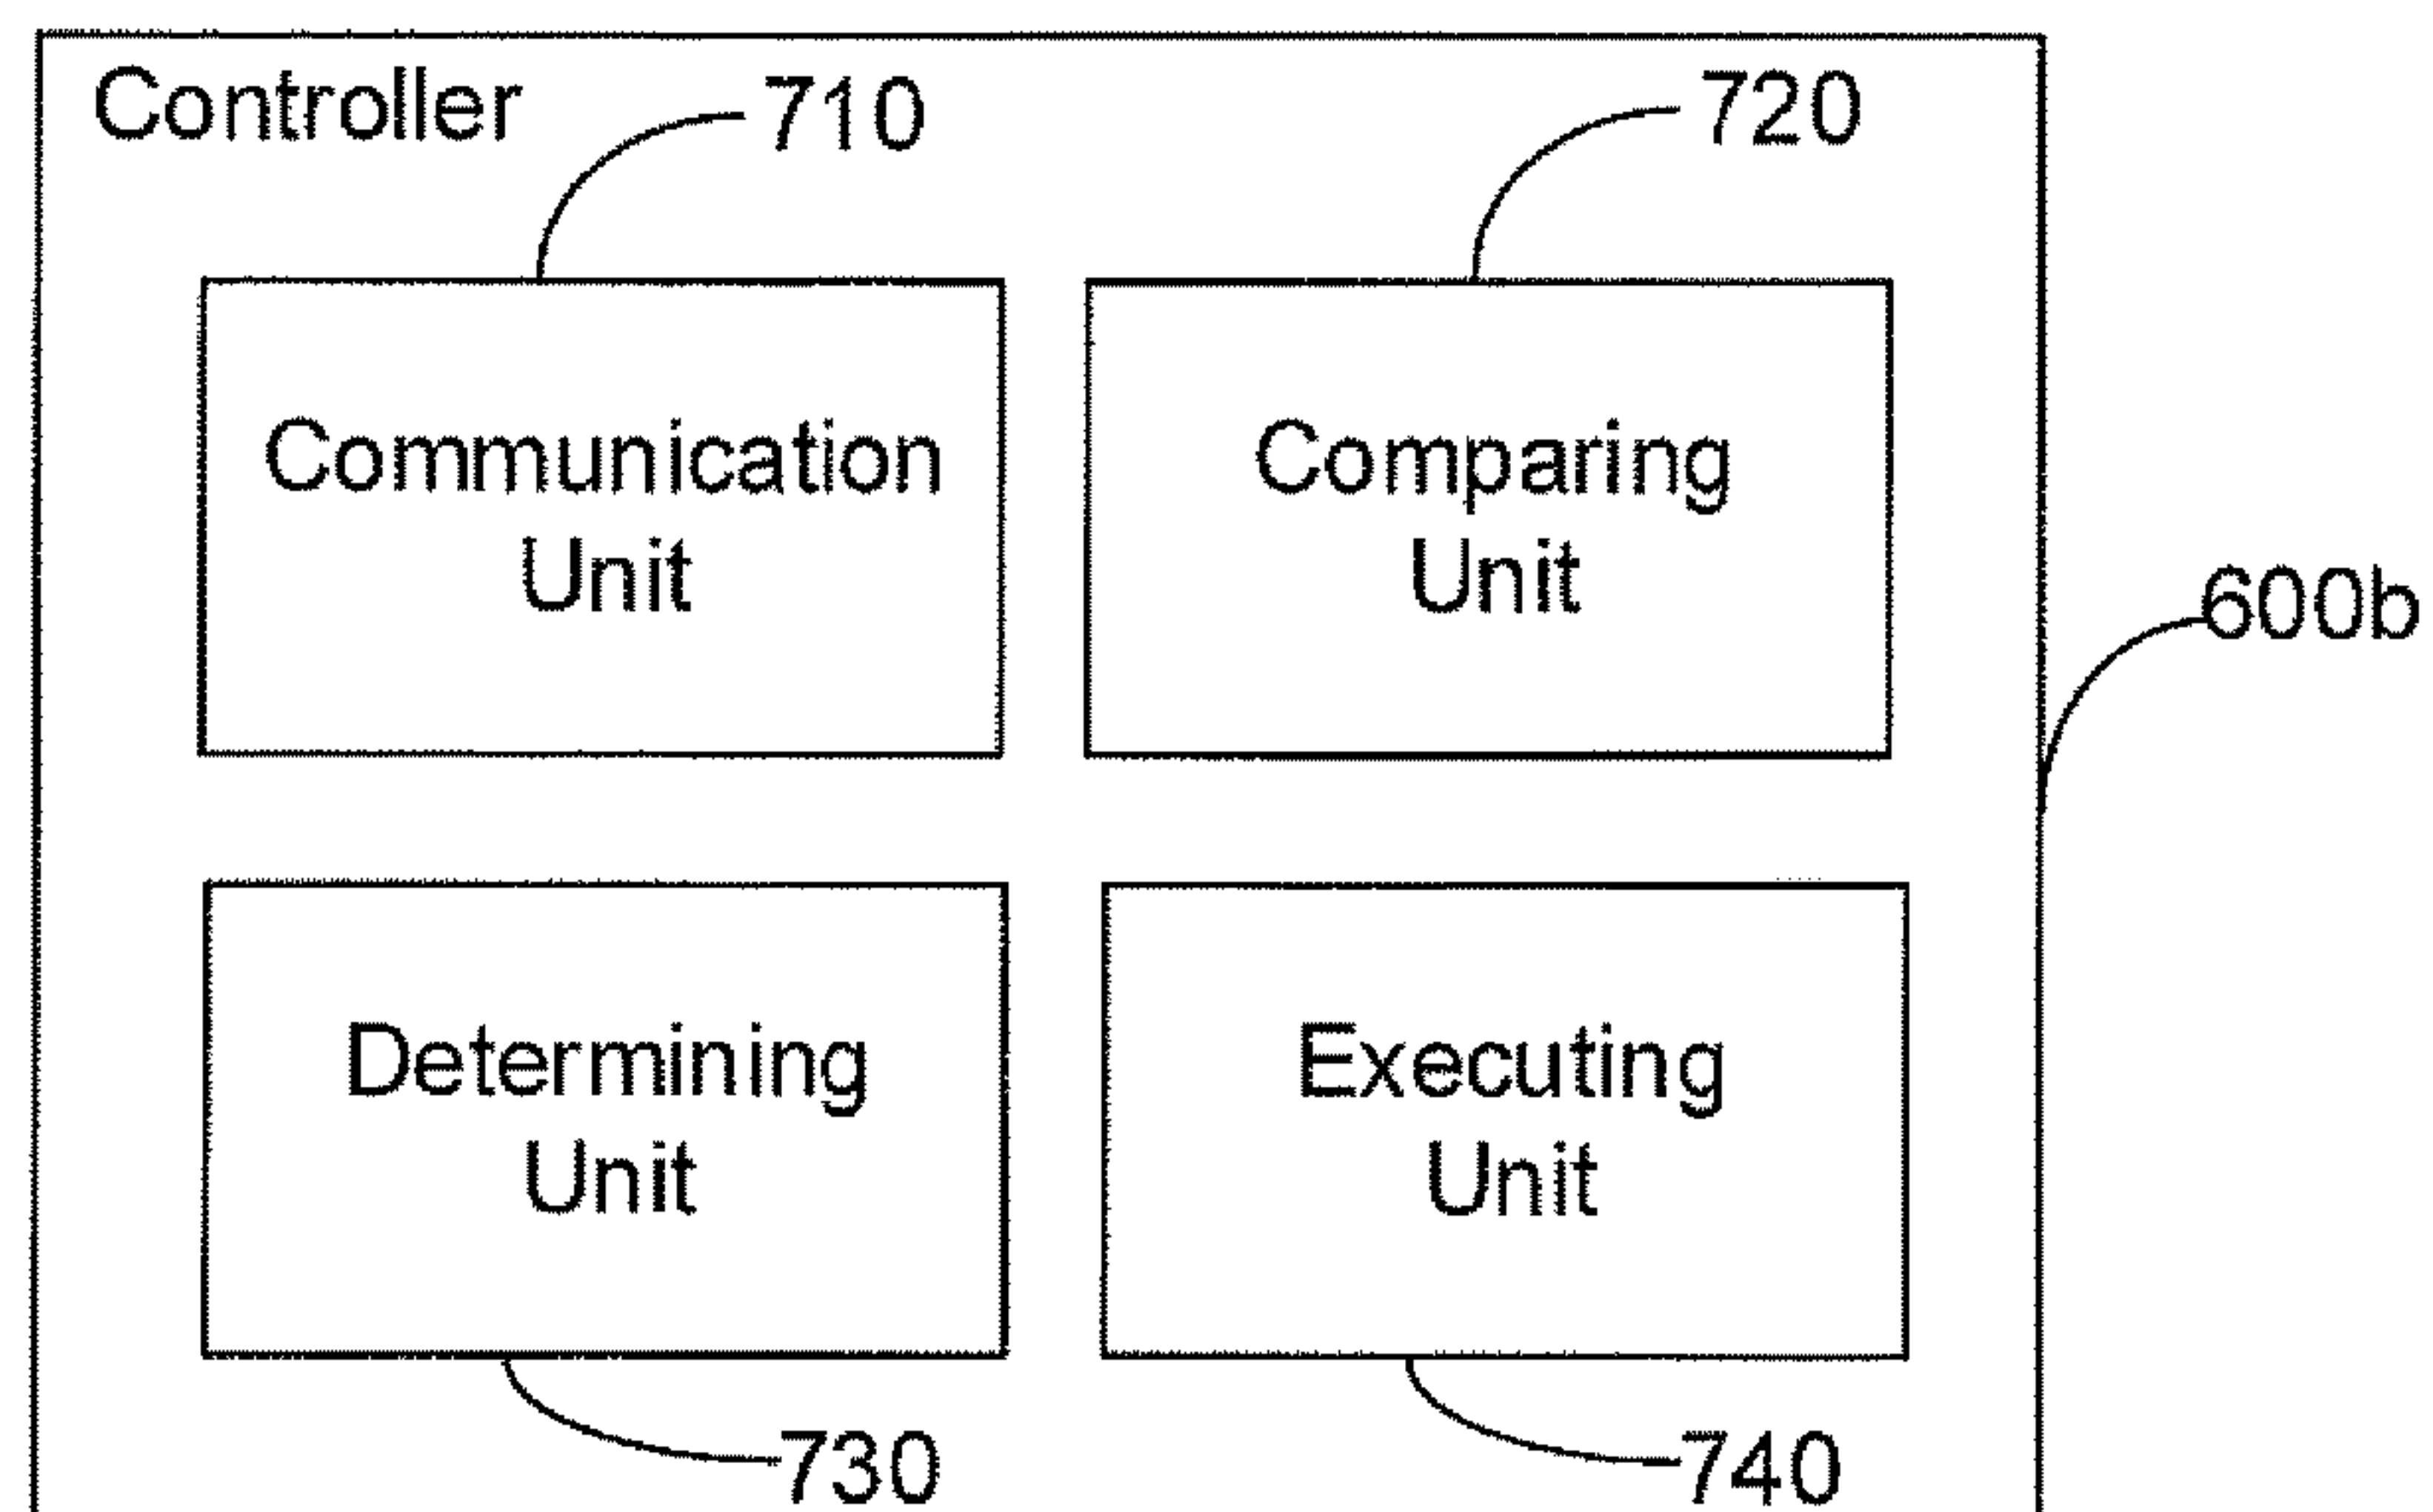 Controller
710
720
Communication
Unit
Comparing
Unit
600b
Determining
Unit
Executing
Unit
730
740